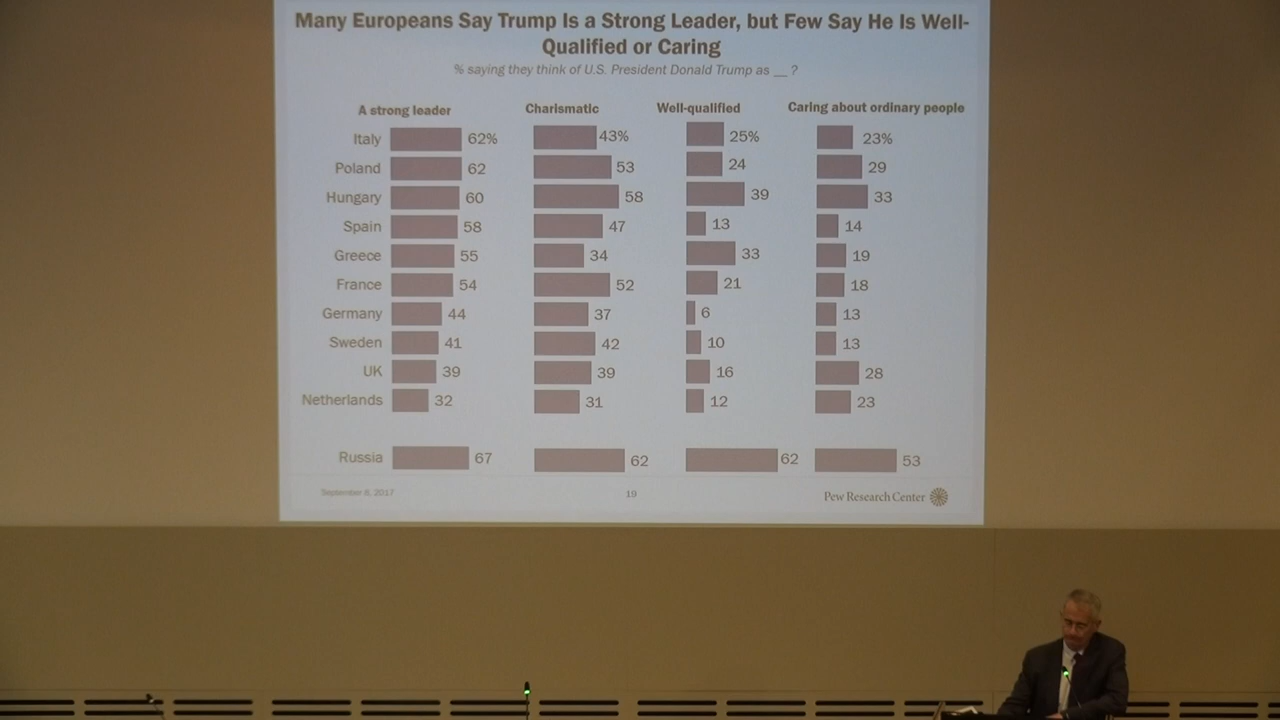 Many Europeans Say Trump Is a Strong Leader, but Few Say He Is Well-
Qualified or Caring
% saying they think of U.S. President Donald Trump as __ ?
A strong leader Charismatic Well-qualified Caring about ordinary people
Italy 62% 43% 25% 23%
Poland 62 53 24 29
Hungary 60 58 39 33
Spain 58 47 13 14
Greece 55 34 33 19
France 54 52 21 18
Germany 44 37 6 13
Sweden 41 42 10 13
UK 39 39 16 28
Netherlands 32 31 12 23
Russia 67 62 62 53
September 8, 2017 19 Pew Research Center